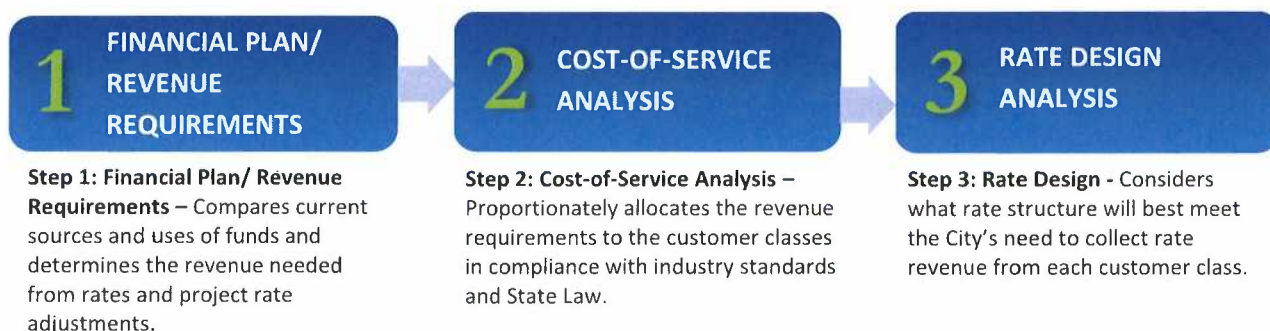 1
FINANCIAL PLAN/
REVENUE
REQUIREMENTS
Step 1: Financial Plan/ Revenue
Requirements – Compares current
sources and uses of funds and
determines the revenue needed
from rates and project rate
adjustments.
2
COST-OF-SERVICE
ANALYSIS
Step 2: Cost-of-Service Analysis –
Proportionately allocates the revenue
requirements to the customer classes
in compliance with industry standards
and State Law.
3
RATE DESIGN
ANALYSIS
Step 3: Rate Design - Considers
what rate structure will best meet
the City's need to collect rate
revenue from each customer class.